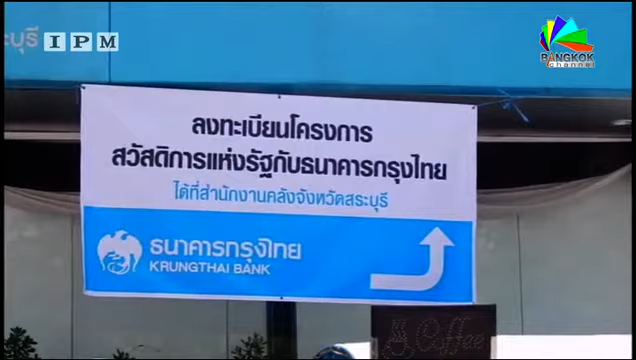 ระบุรี
IPM
BANGKOK
channel
ลงทะเบียนโครงการ
สวัสดิการแห่งรัฐกับธนาคารกรุงไทย
ได้ที่สำนักงานคลังจังหวัดสระบุรี
ธนาคารกรุงไทย
KRUNGTHAI BANK
Coffee